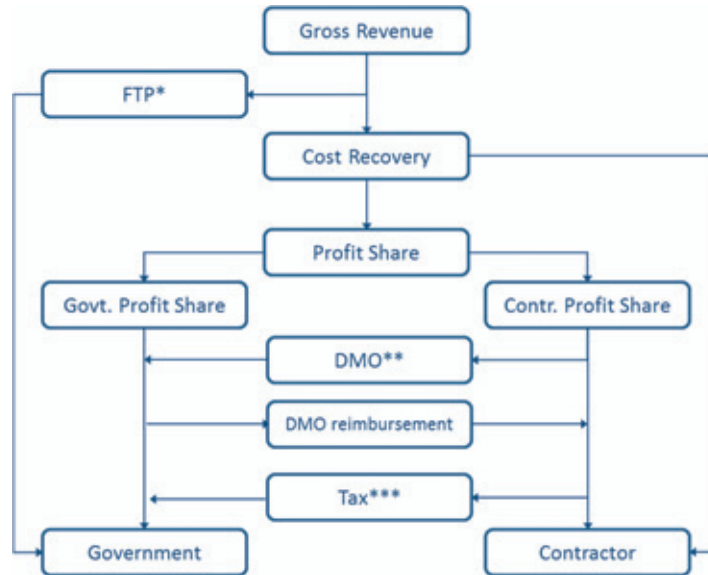 Gross Revenue
FTP*
Cost Recovery
Profit Share
Govt. Profit Share
Contr. Profit Share
DMO**
DMO reimbursement
Tax***
Government
Contractor